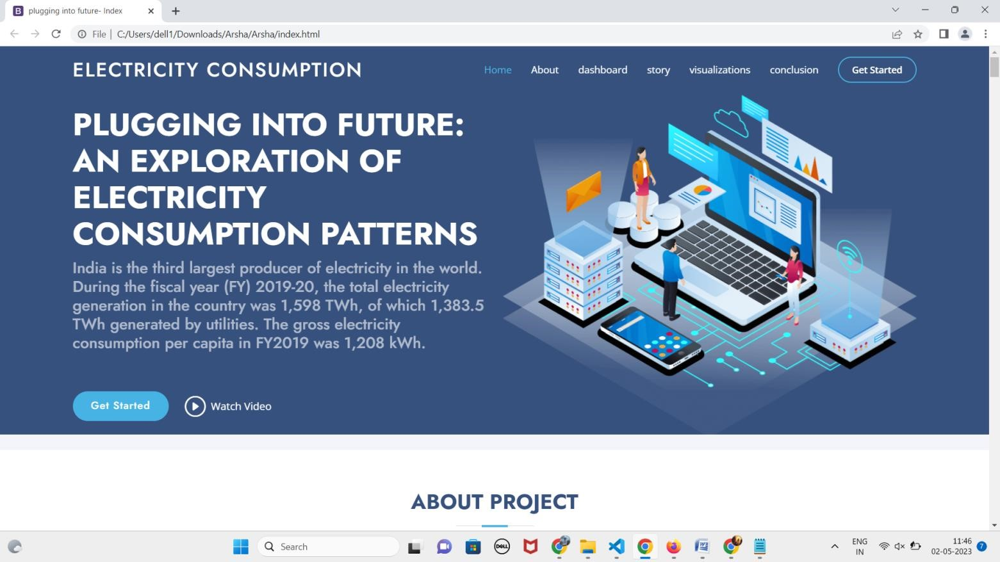 plugging into future- Index
File | C:/Users/dell1/Downloads/Arsha/Arsha/index.html
ELECTRICITY CONSUMPTION
Home About dashboard story visualizations conclusion Get Started
PLUGGING INTO FUTURE:
AN EXPLORATION OF
ELECTRICITY
CONSUMPTION PATTERNS
India is the third largest producer of electricity in the world.
During the fiscal year (FY) 2019-20, the total electricity
generation in the country was 1,598 TWh, of which 1,383.5
TWh generated by utilities. The gross electricity
consumption per capita in FY2019 was 1,208 kWh.
Get Started Watch Video
ABOUT PROJECT
Search
DELL
ENG
IN
11:46
02-05-2023
7